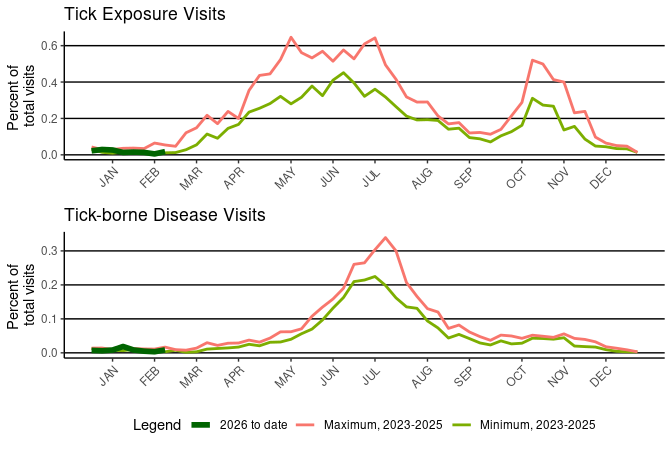 Tick Exposure Visits
Percent of
total visits
0.6
0.4
0.2
0.0
JAN FEB MAR APR MAY JUN JUL AUG SEP OCT NOV DEC
Tick-borne Disease Visits
Percent of
total visits
0.3
0.2
0.1
0.0
JAN FEB MAR APR MAY JUN JUL AUG SEP OCT NOV DEC
Legend 2026 to date Maximum, 2023-2025 Minimum, 2023-2025